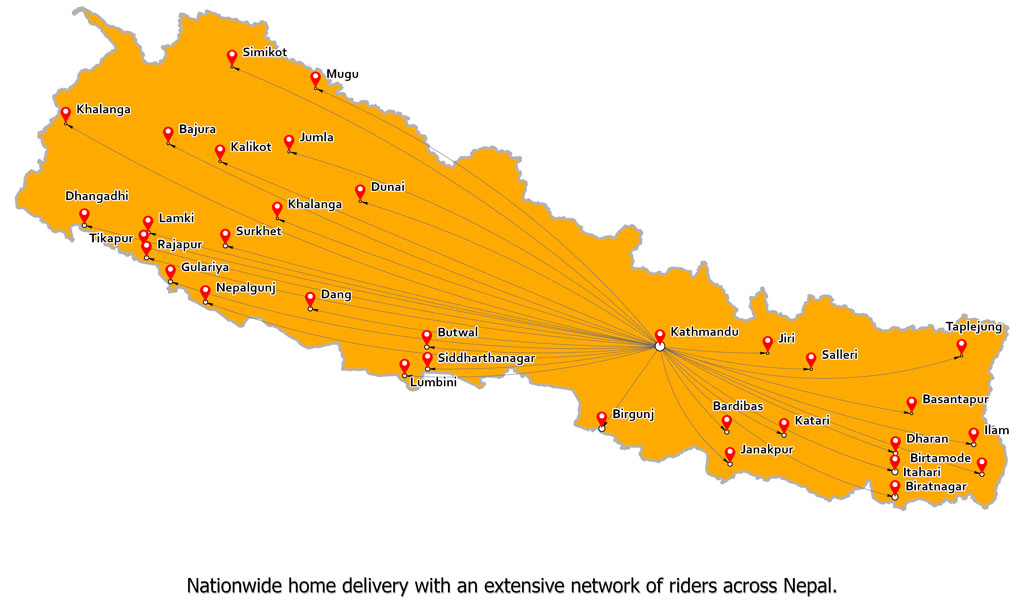 Simikot
Mugu
Khalanga
Bajura
Jumla
Kalikot
Dunai
Dhangadhi
Khalanga
Lamki
Surkhet
Tikapur
Rajapur
Gulariya
Nepalgunj
Dang
Taplejung
Butwal
Kathmandu
Jiri
Salleri
Siddharthanagar
Lumbini
Basantapur
Bardibas
Birgunj
Katari
Ilam
Dharan
Janakpur
Birtamode
Itahari
Biratnagar
Nationwide home delivery with an extensive network of riders across Nepal.